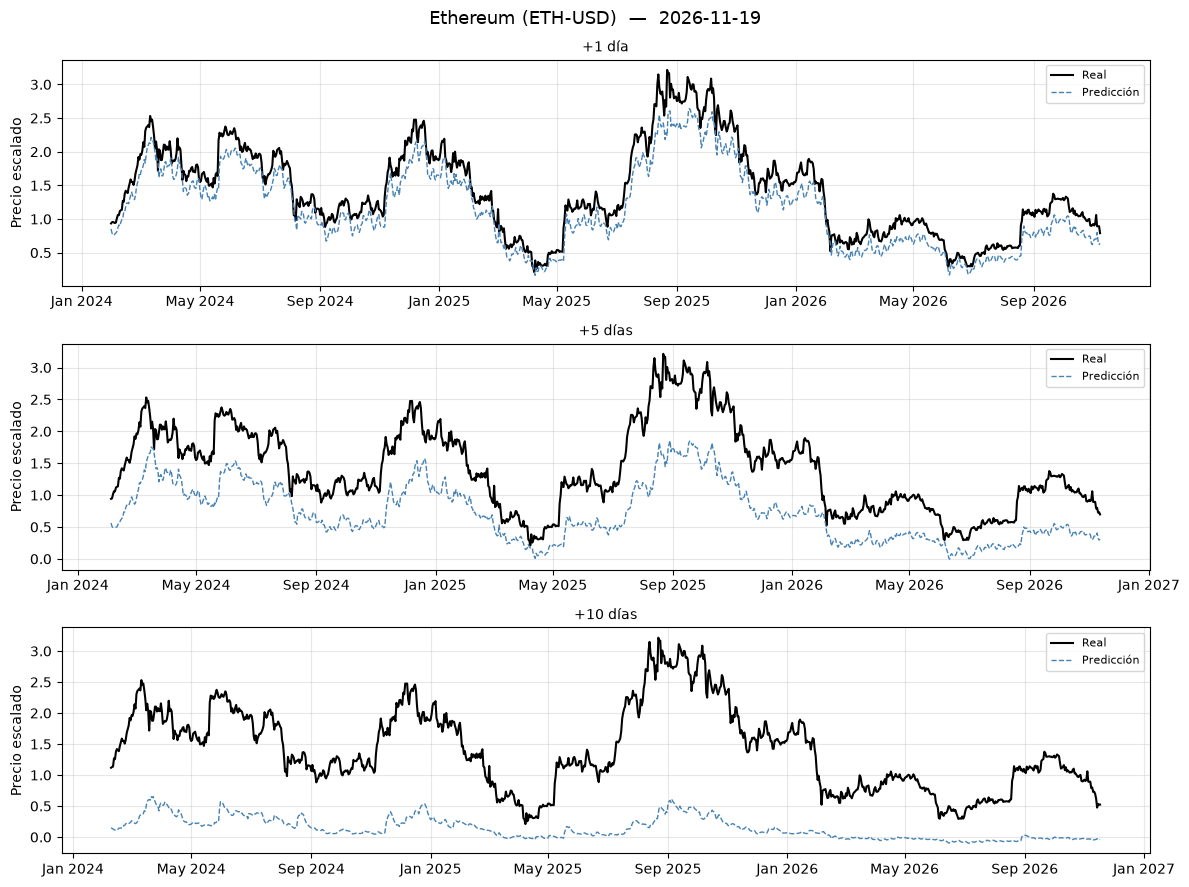 Ethereum (ETH-USD) — 2026-11-19
+1 día
Precio escalado
3.0
2.5
2.0
1.5
1.0
0.5
Real
Predicción
Jan 2024 May 2024 Sep 2024 Jan 2025 May 2025 Sep 2025 Jan 2026 May 2026 Sep 2026
+5 días
Precio escalado
3.0
2.5
2.0
1.5
1.0
0.5
0.0
Real
Predicción
Jan 2024 May 2024 Sep 2024 Jan 2025 May 2025 Sep 2025 Jan 2026 May 2026 Sep 2026 Jan 2027
+10 días
Precio escalado
3.0
2.5
2.0
1.5
1.0
0.5
0.0
Real
Predicción
Jan 2024 May 2024 Sep 2024 Jan 2025 May 2025 Sep 2025 Jan 2026 May 2026 Sep 2026 Jan 2027